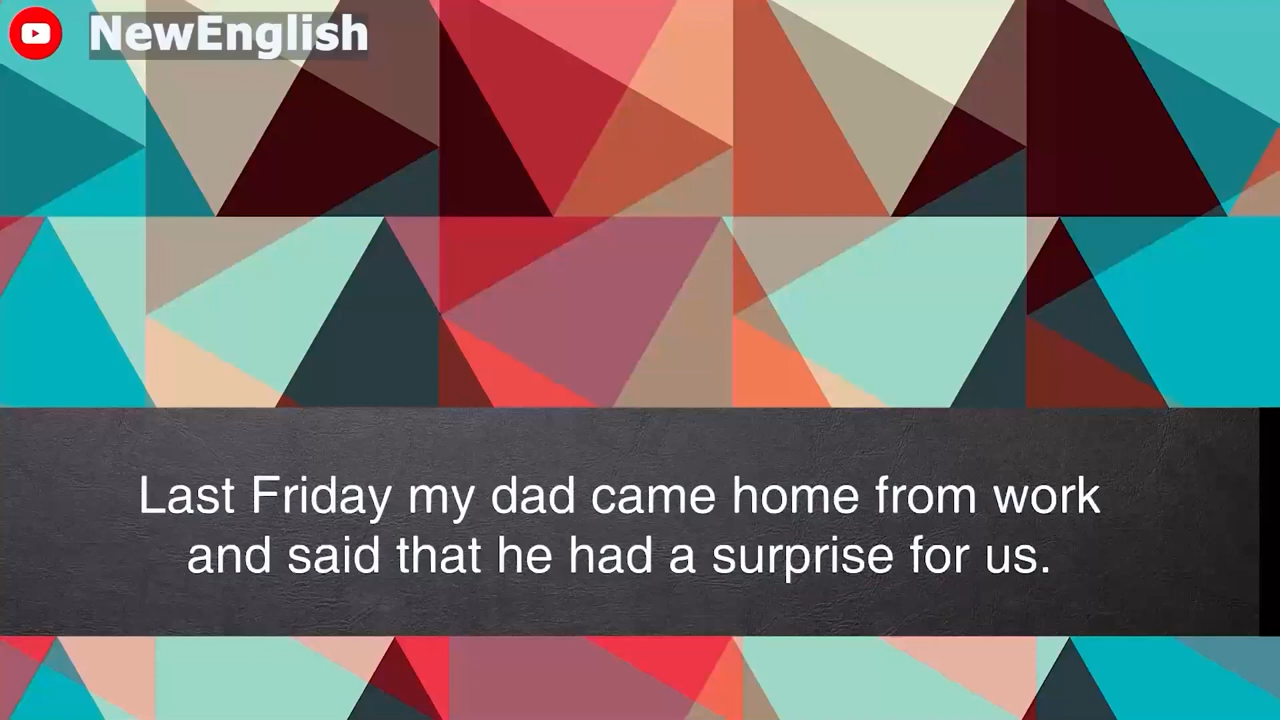 NewEnglish
Last Friday my dad came home from work
and said that he had a surprise for us.